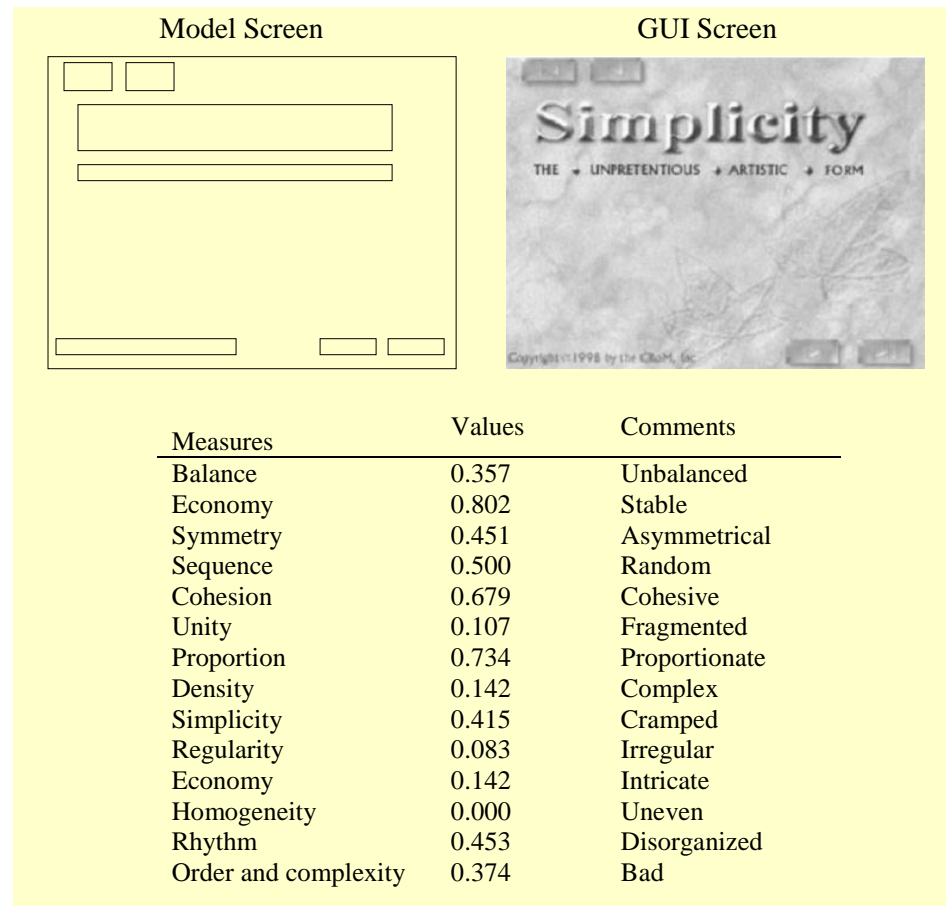 Model Screen GUI Screen
Simplicity
THE UNPRETENTIOUS ARTISTIC FORM
Copyright ©1998 by the
Measures Values Comments
Balance 0.357 Unbalanced
Economy 0.802 Stable
Symmetry 0.451 Asymmetrical
Sequence 0.500 Random
Cohesion 0.679 Cohesive
Unity 0.107 Fragmented
Proportion 0.734 Proportionate
Density 0.142 Complex
Simplicity 0.415 Cramped
Regularity 0.083 Irregular
Economy 0.142 Intricate
Homogeneity 0.000 Uneven
Rhythm 0.453 Disorganized
Order and complexity 0.374 Bad